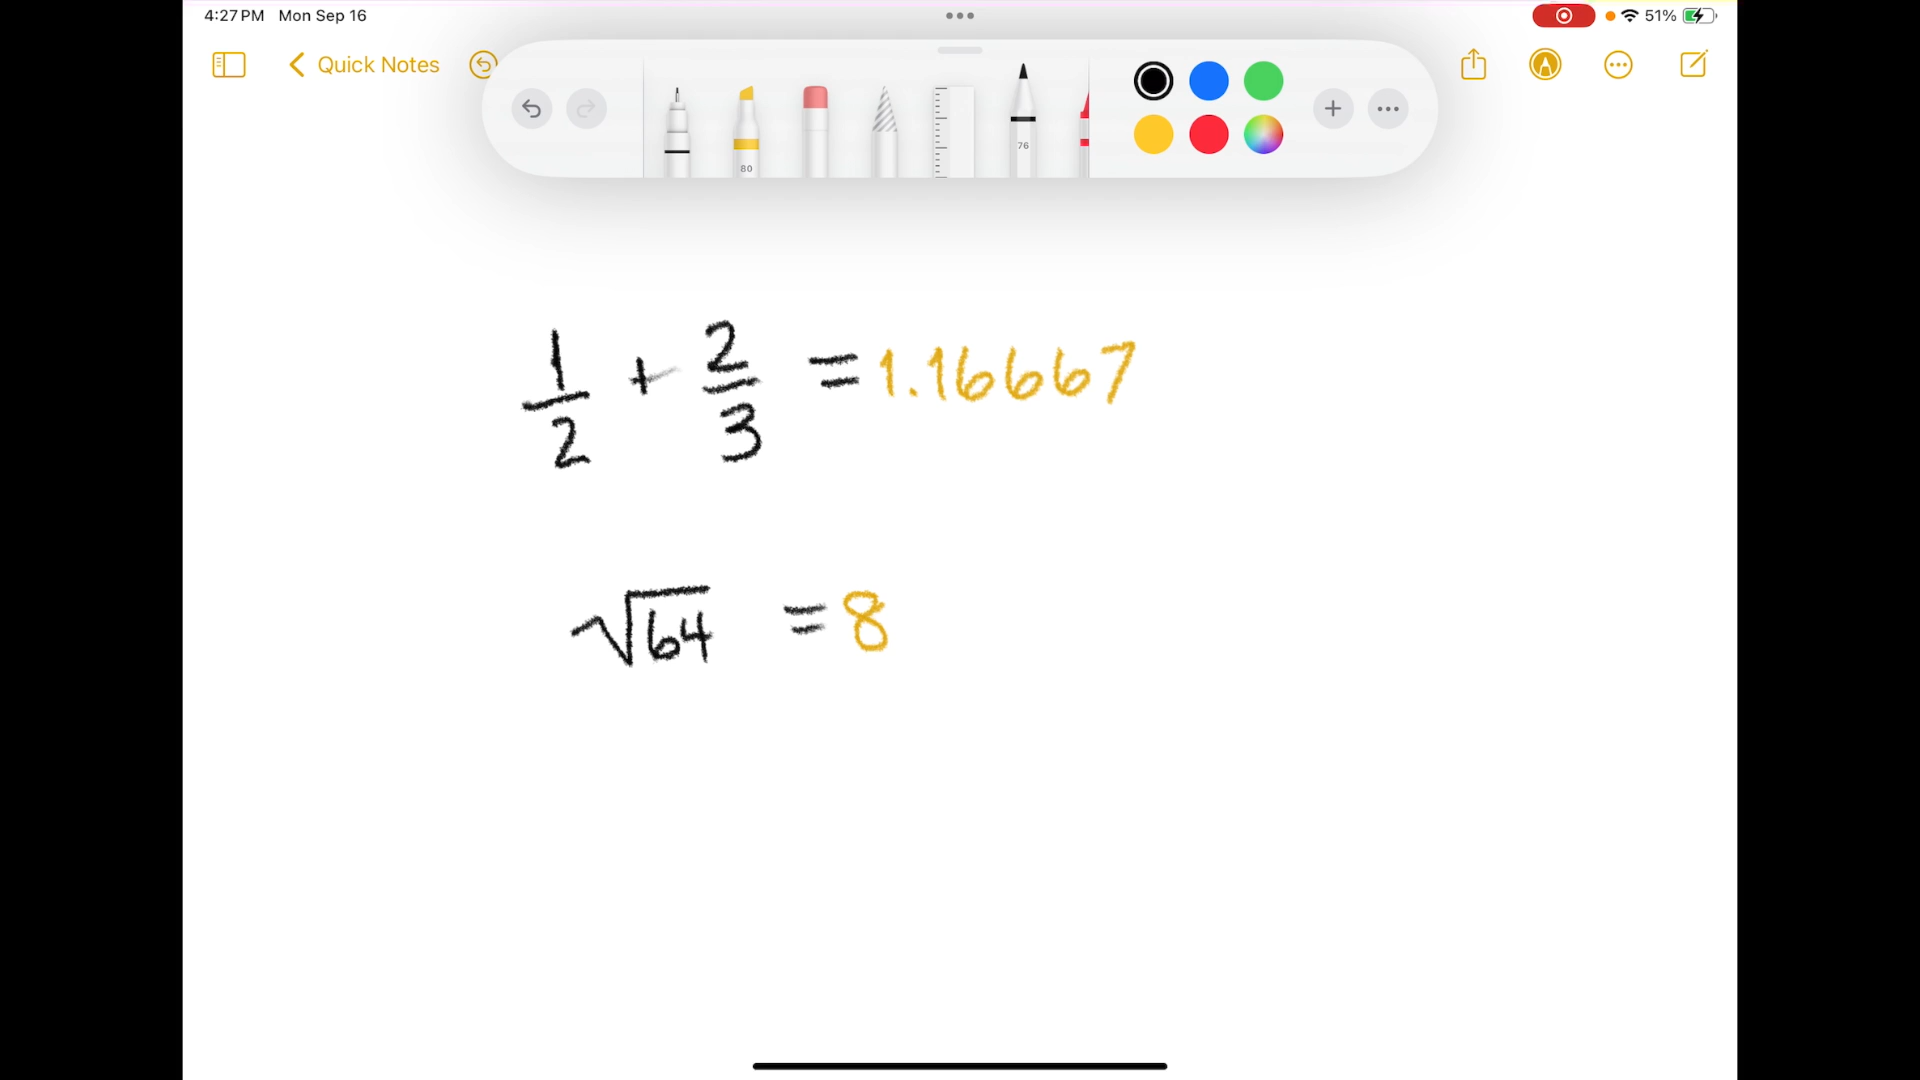 4:27 PM Mon Sep 16 51%
Quick Notes
80 76
1/2 + 2/3 = 1.16667
√64 = 8